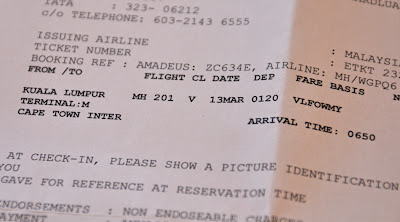 IATA : 323- 06212
c/o TELEPHONE: 603-2143 6555
ISSUING AIRLINE : MALAYSIA
TICKET NUMBER : ETKT 232
BOOKING REF : AMADEUS: ZC634E, AIRLINE: MH/WGPQ6
FROM /TO FLIGHT CL DATE DEP FARE BASIS
KUALA LUMPUR MH 201 V 13MAR 0120 VLFOWMY
TERMINAL:M
CAPE TOWN INTER ARRIVAL TIME: 0650
AT CHECK-IN, PLEASE SHOW A PICTURE IDENTIFICATION
YOU GAVE FOR REFERENCE AT RESERVATION TIME
ENDORSEMENTS : NON ENDOSEABLE